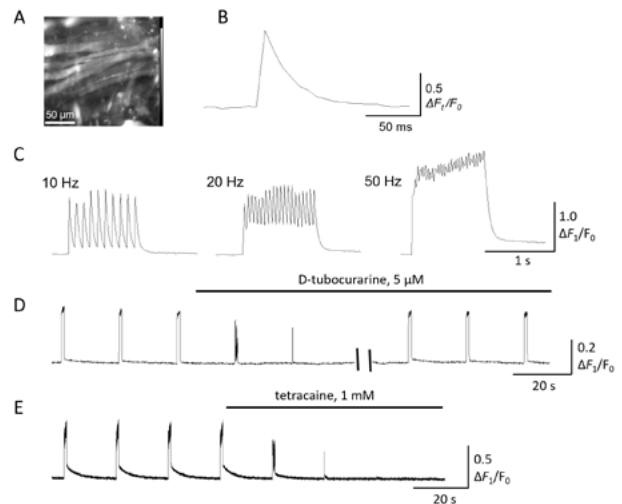 A
B
50 µm
0.5
ΔFₜ/F₀
50 ms
C
10 Hz
20 Hz
50 Hz
1.0
ΔF₁/F₀
1 s
D-tubocurarine, 5 µM
D
0.2
ΔF₁/F₀
20 s
tetracaine, 1 mM
E
0.5
ΔF₁/F₀
20 s